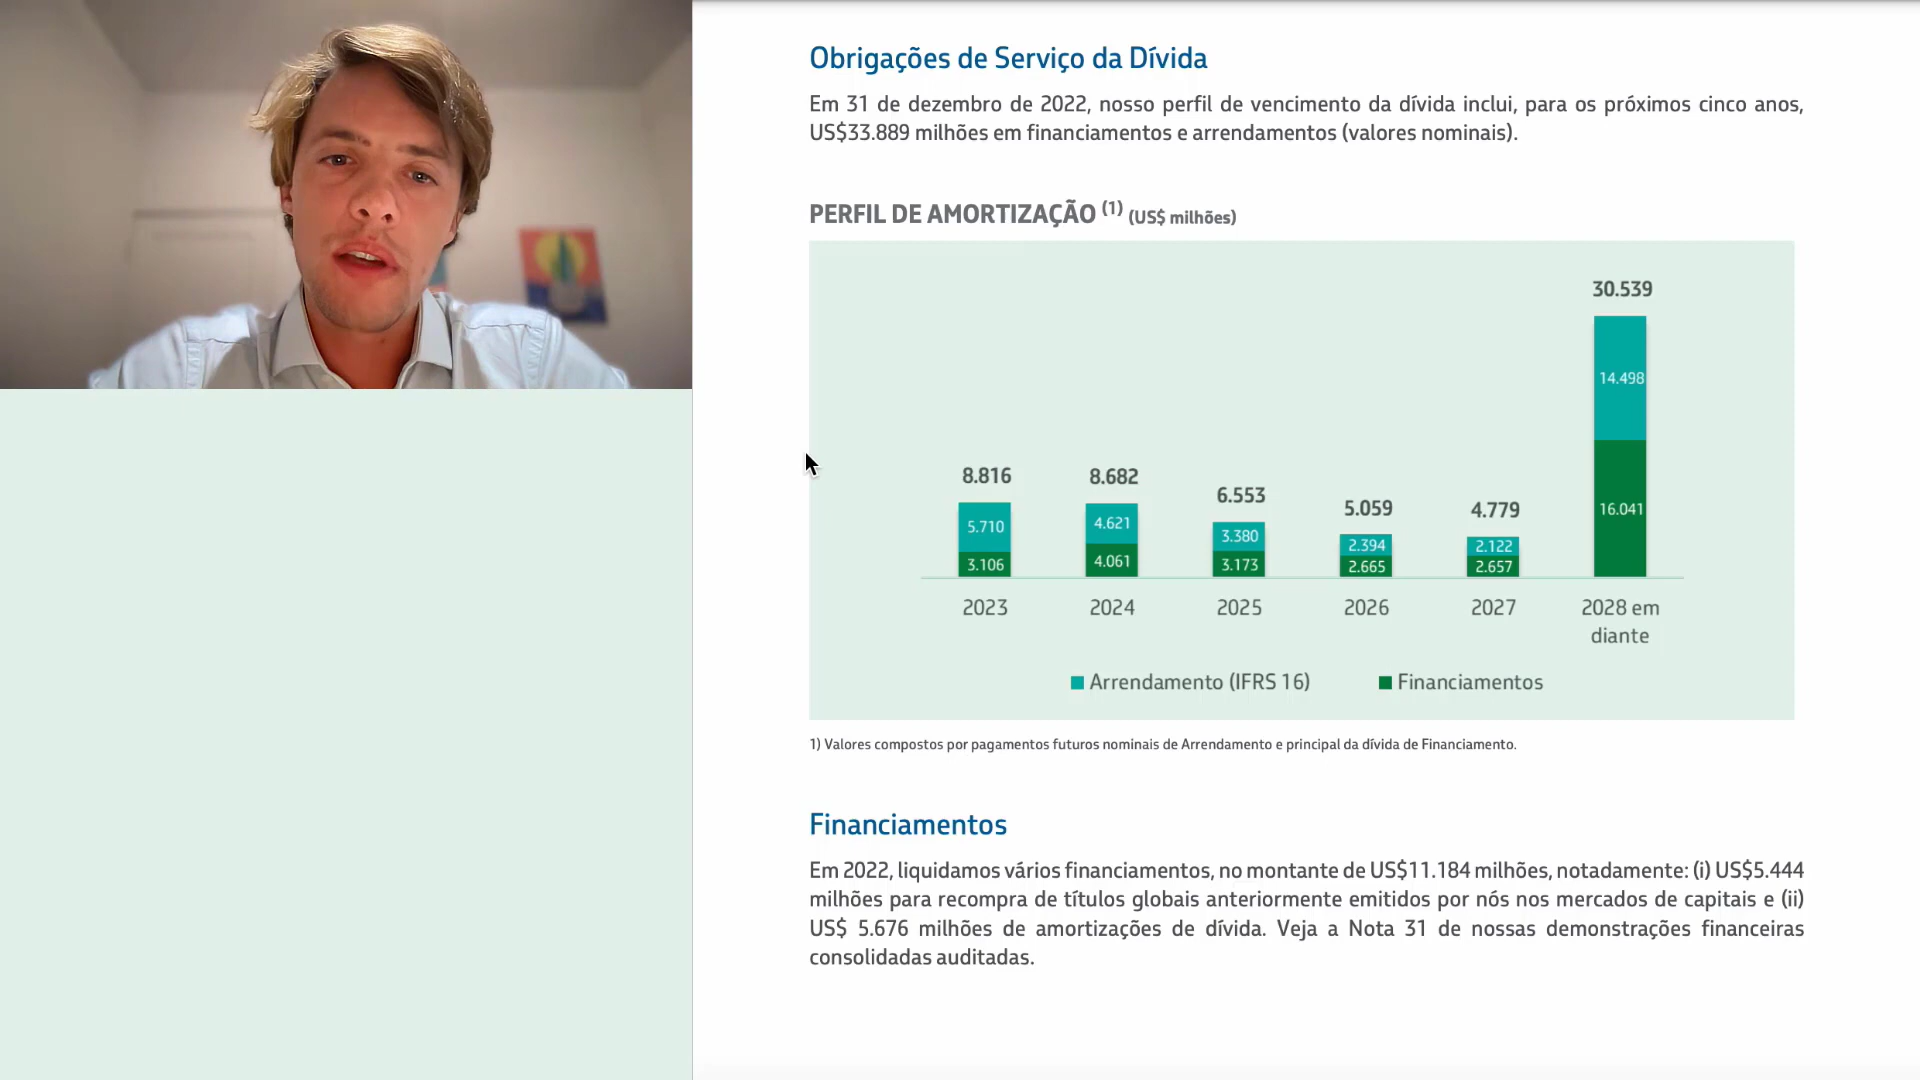 Obrigações de Serviço da Dívida
Em 31 de dezembro de 2022, nosso perfil de vencimento da dívida inclui, para os próximos cinco anos,
US$33.889 milhões em financiamentos e arrendamentos (valores nominais).
PERFIL DE AMORTIZAÇÃO (1) (US$ milhões)
30.539
14.498
8.816
8.682
6.553
5.059
4.779
16.041
5.710
4.621
3.380
2.394
2.122
3.106
4.061
3.173
2.665
2.657
2023
2024
2025
2026
2027
2028 em
diante
Arrendamento (IFRS 16)
Financiamentos
1) Valores compostos por pagamentos futuros nominais de Arrendamento e principal da dívida de Financiamento.
Financiamentos
Em 2022, liquidamos vários financiamentos, no montante de US$11.184 milhões, notadamente: (i) US$5.444
milhões para recompra de títulos globais anteriormente emitidos por nós nos mercados de capitais e (ii)
US$ 5.676 milhões de amortizações de dívida. Veja a Nota 31 de nossas demonstrações financeiras
consolidadas auditadas.